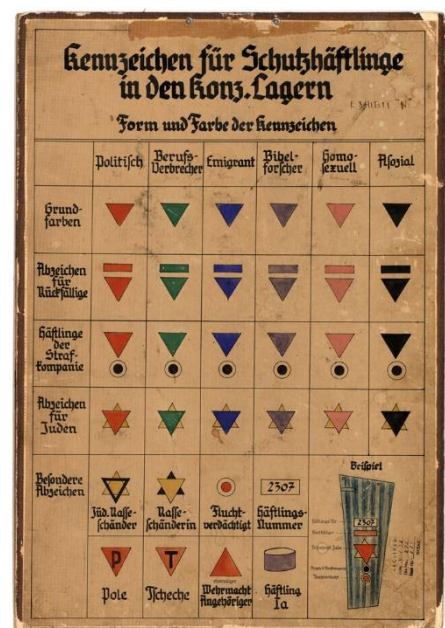 Kennzeichen für Schutzhäftlinge
in den Konz.Lagern
Form und Farbe der Kennzeichen
Politisch
Berufs-
Verbrecher
Emigrant
Bibel-
forscher
Homo-
sexuell
Asozial
Grund-
farben
Abzeichen
für
Rückfällige
Häftlinge
der
Straf-
kompanie
Abzeichen
für
Juden
Besondere
Abzeichen
Jüd. Rasse-
schänder
Rasse-
schänderin
Flucht-
verdächtigt
2307
Häftlings-
Nummer
Beispiel
2307
P
Pole
T
Tscheche
Wehrmacht
Angehöriger
Häftling
Ia